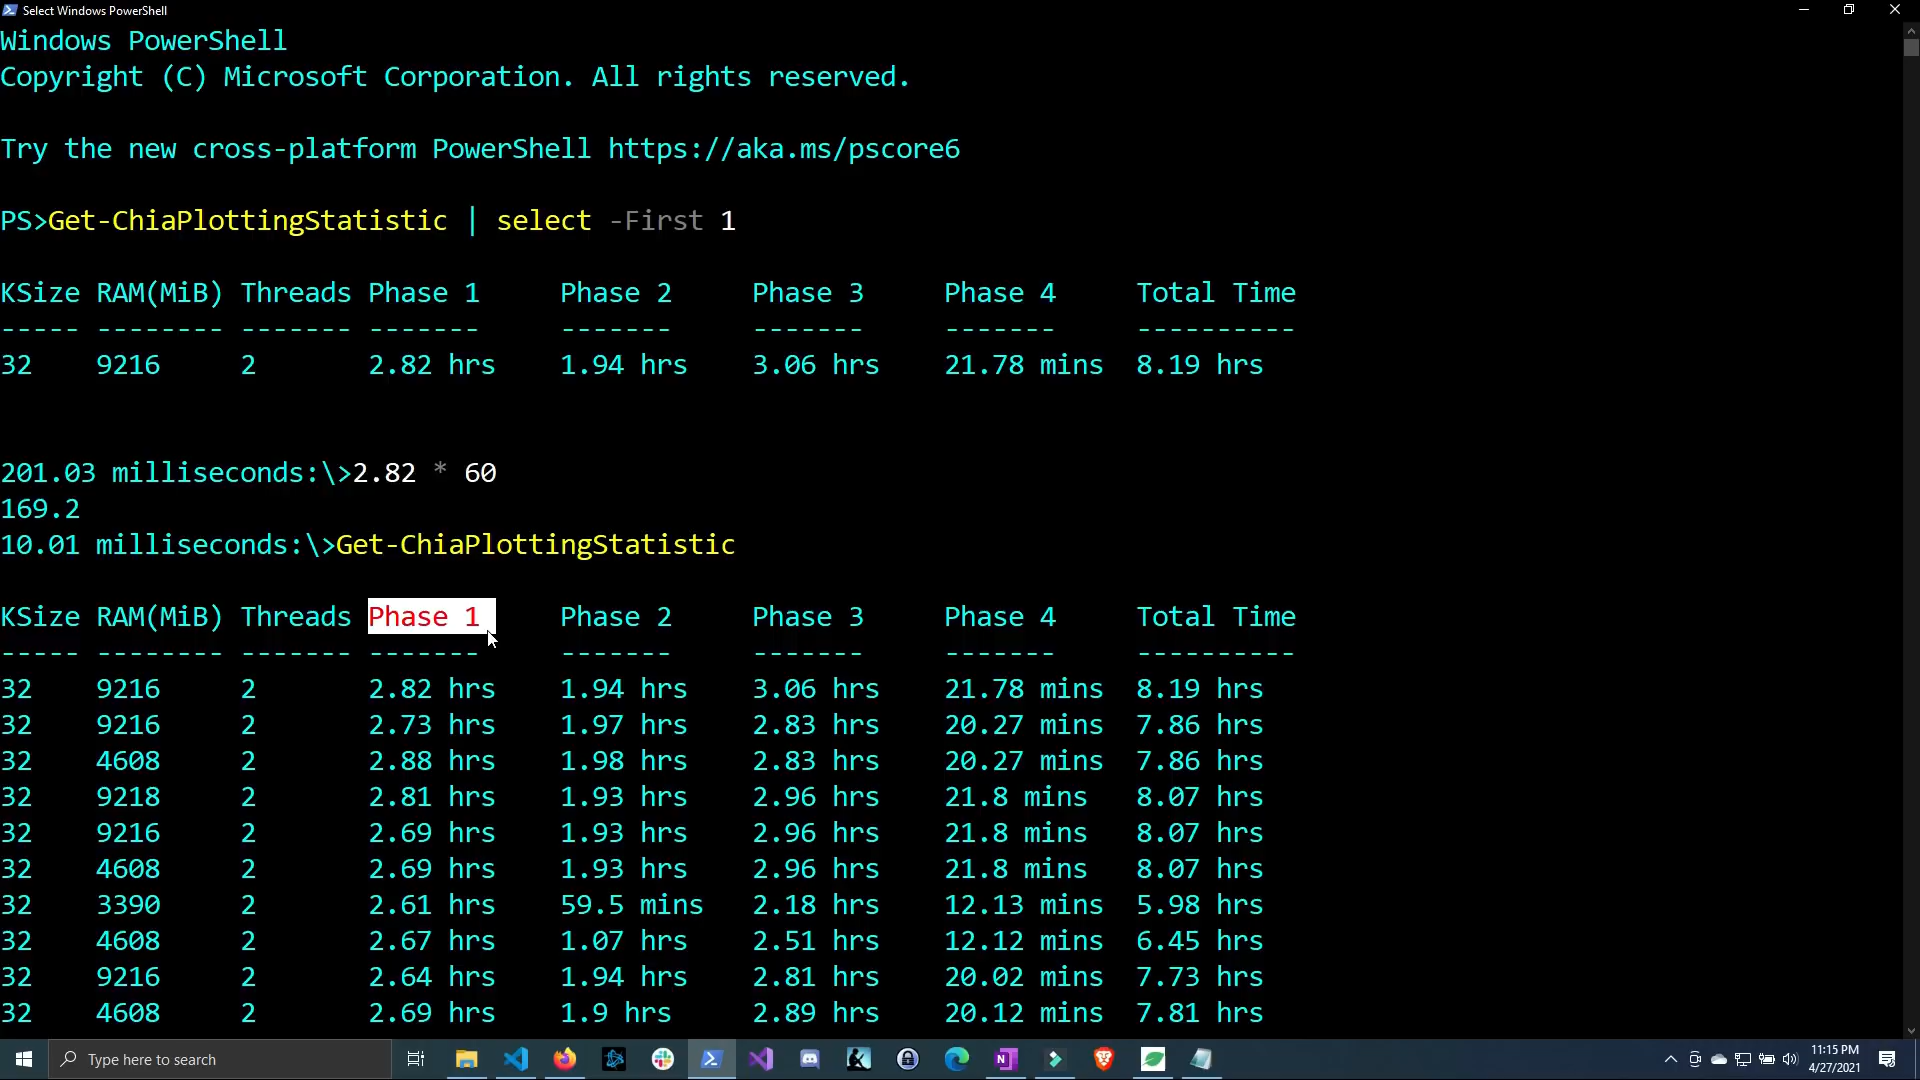 Select Windows PowerShell
Windows PowerShell
Copyright (C) Microsoft Corporation. All rights reserved.
Try the new cross-platform PowerShell https://aka.ms/pscore6
PS>Get-ChiaPlottingStatistic | select -First 1
KSize RAM(MiB) Threads Phase 1 Phase 2 Phase 3 Phase 4 Total Time
----- -------- ------- ------- ------- ------- ------- ----------
32 9216 2 2.82 hrs 1.94 hrs 3.06 hrs 21.78 mins 8.19 hrs
201.03 milliseconds:\>2.82 * 60
169.2
10.01 milliseconds:\>Get-ChiaPlottingStatistic
KSize RAM(MiB) Threads Phase 1 Phase 2 Phase 3 Phase 4 Total Time
----- -------- ------- ------- ------- ------- ------- ----------
32 9216 2 2.82 hrs 1.94 hrs 3.06 hrs 21.78 mins 8.19 hrs
32 9216 2 2.73 hrs 1.97 hrs 2.83 hrs 20.27 mins 7.86 hrs
32 4608 2 2.88 hrs 1.98 hrs 2.83 hrs 20.27 mins 7.86 hrs
32 9218 2 2.81 hrs 1.93 hrs 2.96 hrs 21.8 mins 8.07 hrs
32 9216 2 2.69 hrs 1.93 hrs 2.96 hrs 21.8 mins 8.07 hrs
32 4608 2 2.69 hrs 1.93 hrs 2.96 hrs 21.8 mins 8.07 hrs
32 3390 2 2.61 hrs 59.5 mins 2.18 hrs 12.13 mins 5.98 hrs
32 4608 2 2.67 hrs 1.07 hrs 2.51 hrs 12.12 mins 6.45 hrs
32 9216 2 2.64 hrs 1.94 hrs 2.81 hrs 20.02 mins 7.73 hrs
32 4608 2 2.69 hrs 1.9 hrs 2.89 hrs 20.12 mins 7.81 hrs
Type here to search
11:15 PM
4/27/2021